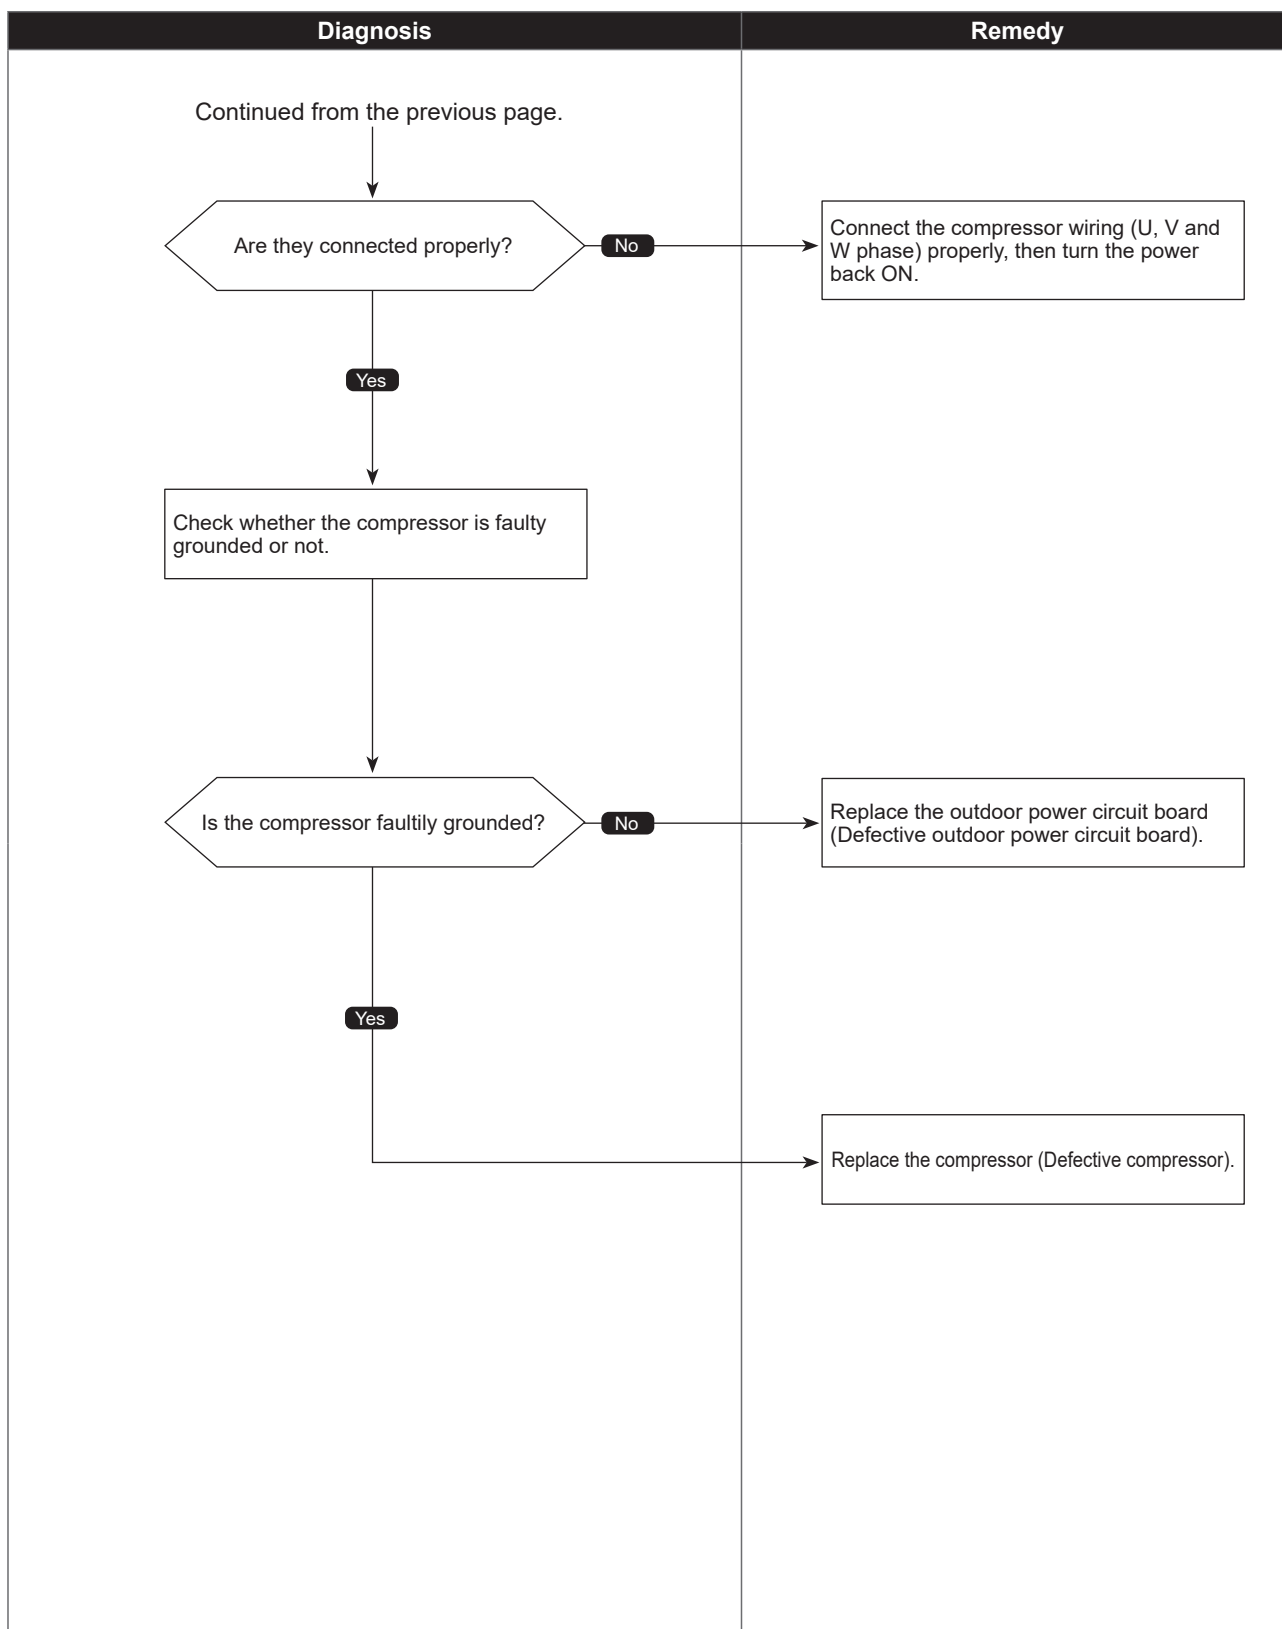 Diagnosis
Remedy
Continued from the previous page.
Are they connected properly?
No
Connect the compressor wiring (U, V and
W phase) properly, then turn the power
back ON.
Yes
Check whether the compressor is faulty
grounded or not.
Is the compressor faultily grounded?
No
Replace the outdoor power circuit board
(Defective outdoor power circuit board).
Yes
Replace the compressor (Defective compressor).